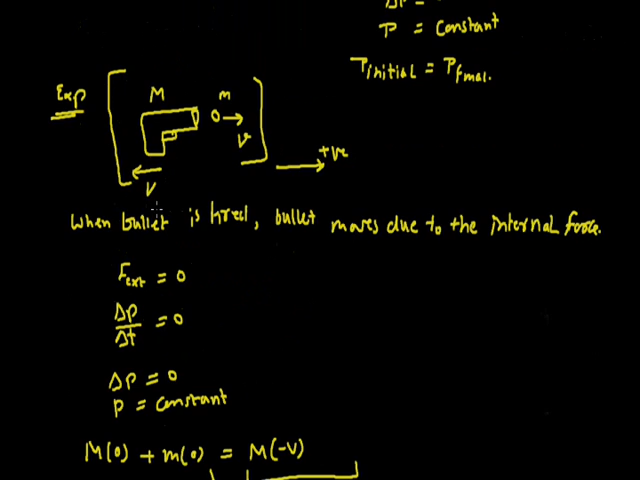 P = Constant
Pinitial = Pfinal.
Exp
M
m
V
V
+ve
When bullet is fired, bullet moves due to the internal force.
Fext = 0
Δp/Δt = 0
Δp = 0
p = constant
M(0) + m(0) = M(-V)